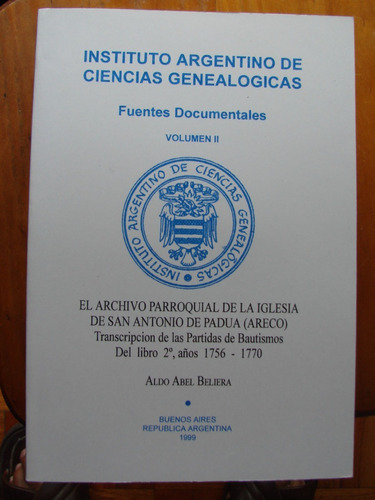 INSTITUTO ARGENTINO DE
CIENCIAS GENEALOGICAS
Fuentes Documentales
VOLUMEN II
INSTITUTO ARGENTINO DE CIENCIAS GENEALÓGICAS
EL ARCHIVO PARROQUIAL DE LA IGLESIA
DE SAN ANTONIO DE PADUA (ARECO)
Transcripcion de las Partidas de Bautismos
Del libro 2º, años 1756 - 1770
ALDO ABEL BELIERA
BUENOS AIRES
REPUBLICA ARGENTINA
1999